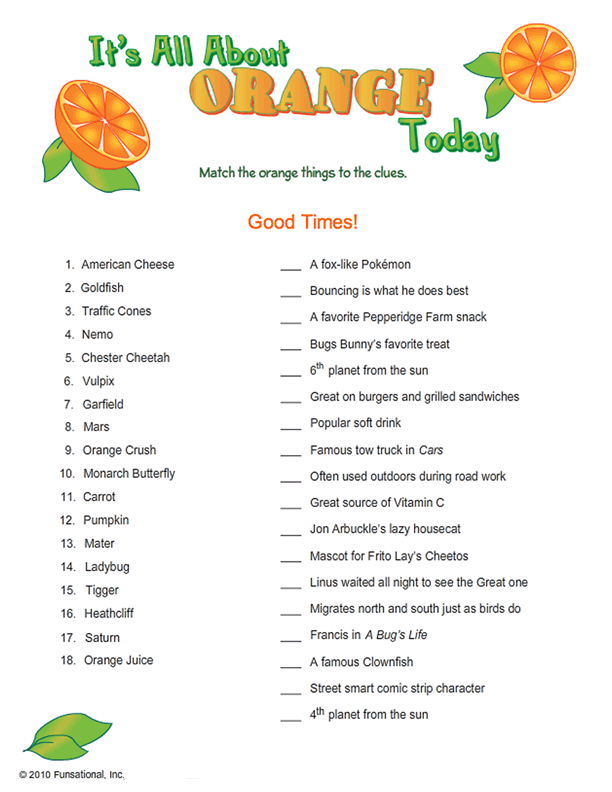 It's All About
ORANGE
Today
Match the orange things to the clues.
Good Times!
1. American Cheese
2. Goldfish
3. Traffic Cones
4. Nemo
5. Chester Cheetah
6. Vulpix
7. Garfield
8. Mars
9. Orange Crush
10. Monarch Butterfly
11. Carrot
12. Pumpkin
13. Mater
14. Ladybug
15. Tigger
16. Heathcliff
17. Saturn
18. Orange Juice
___ A fox-like Pokémon
___ Bouncing is what he does best
___ A favorite Pepperidge Farm snack
___ Bugs Bunny's favorite treat
___ 6th planet from the sun
___ Great on burgers and grilled sandwiches
___ Popular soft drink
___ Famous tow truck in Cars
___ Often used outdoors during road work
___ Great source of Vitamin C
___ Jon Arbuckle's lazy housecat
___ Mascot for Frito Lay's Cheetos
___ Linus waited all night to see the Great one
___ Migrates north and south just as birds do
___ Francis in A Bug's Life
___ A famous Clownfish
___ Street smart comic strip character
___ 4th planet from the sun
© 2010 Funsational, Inc.